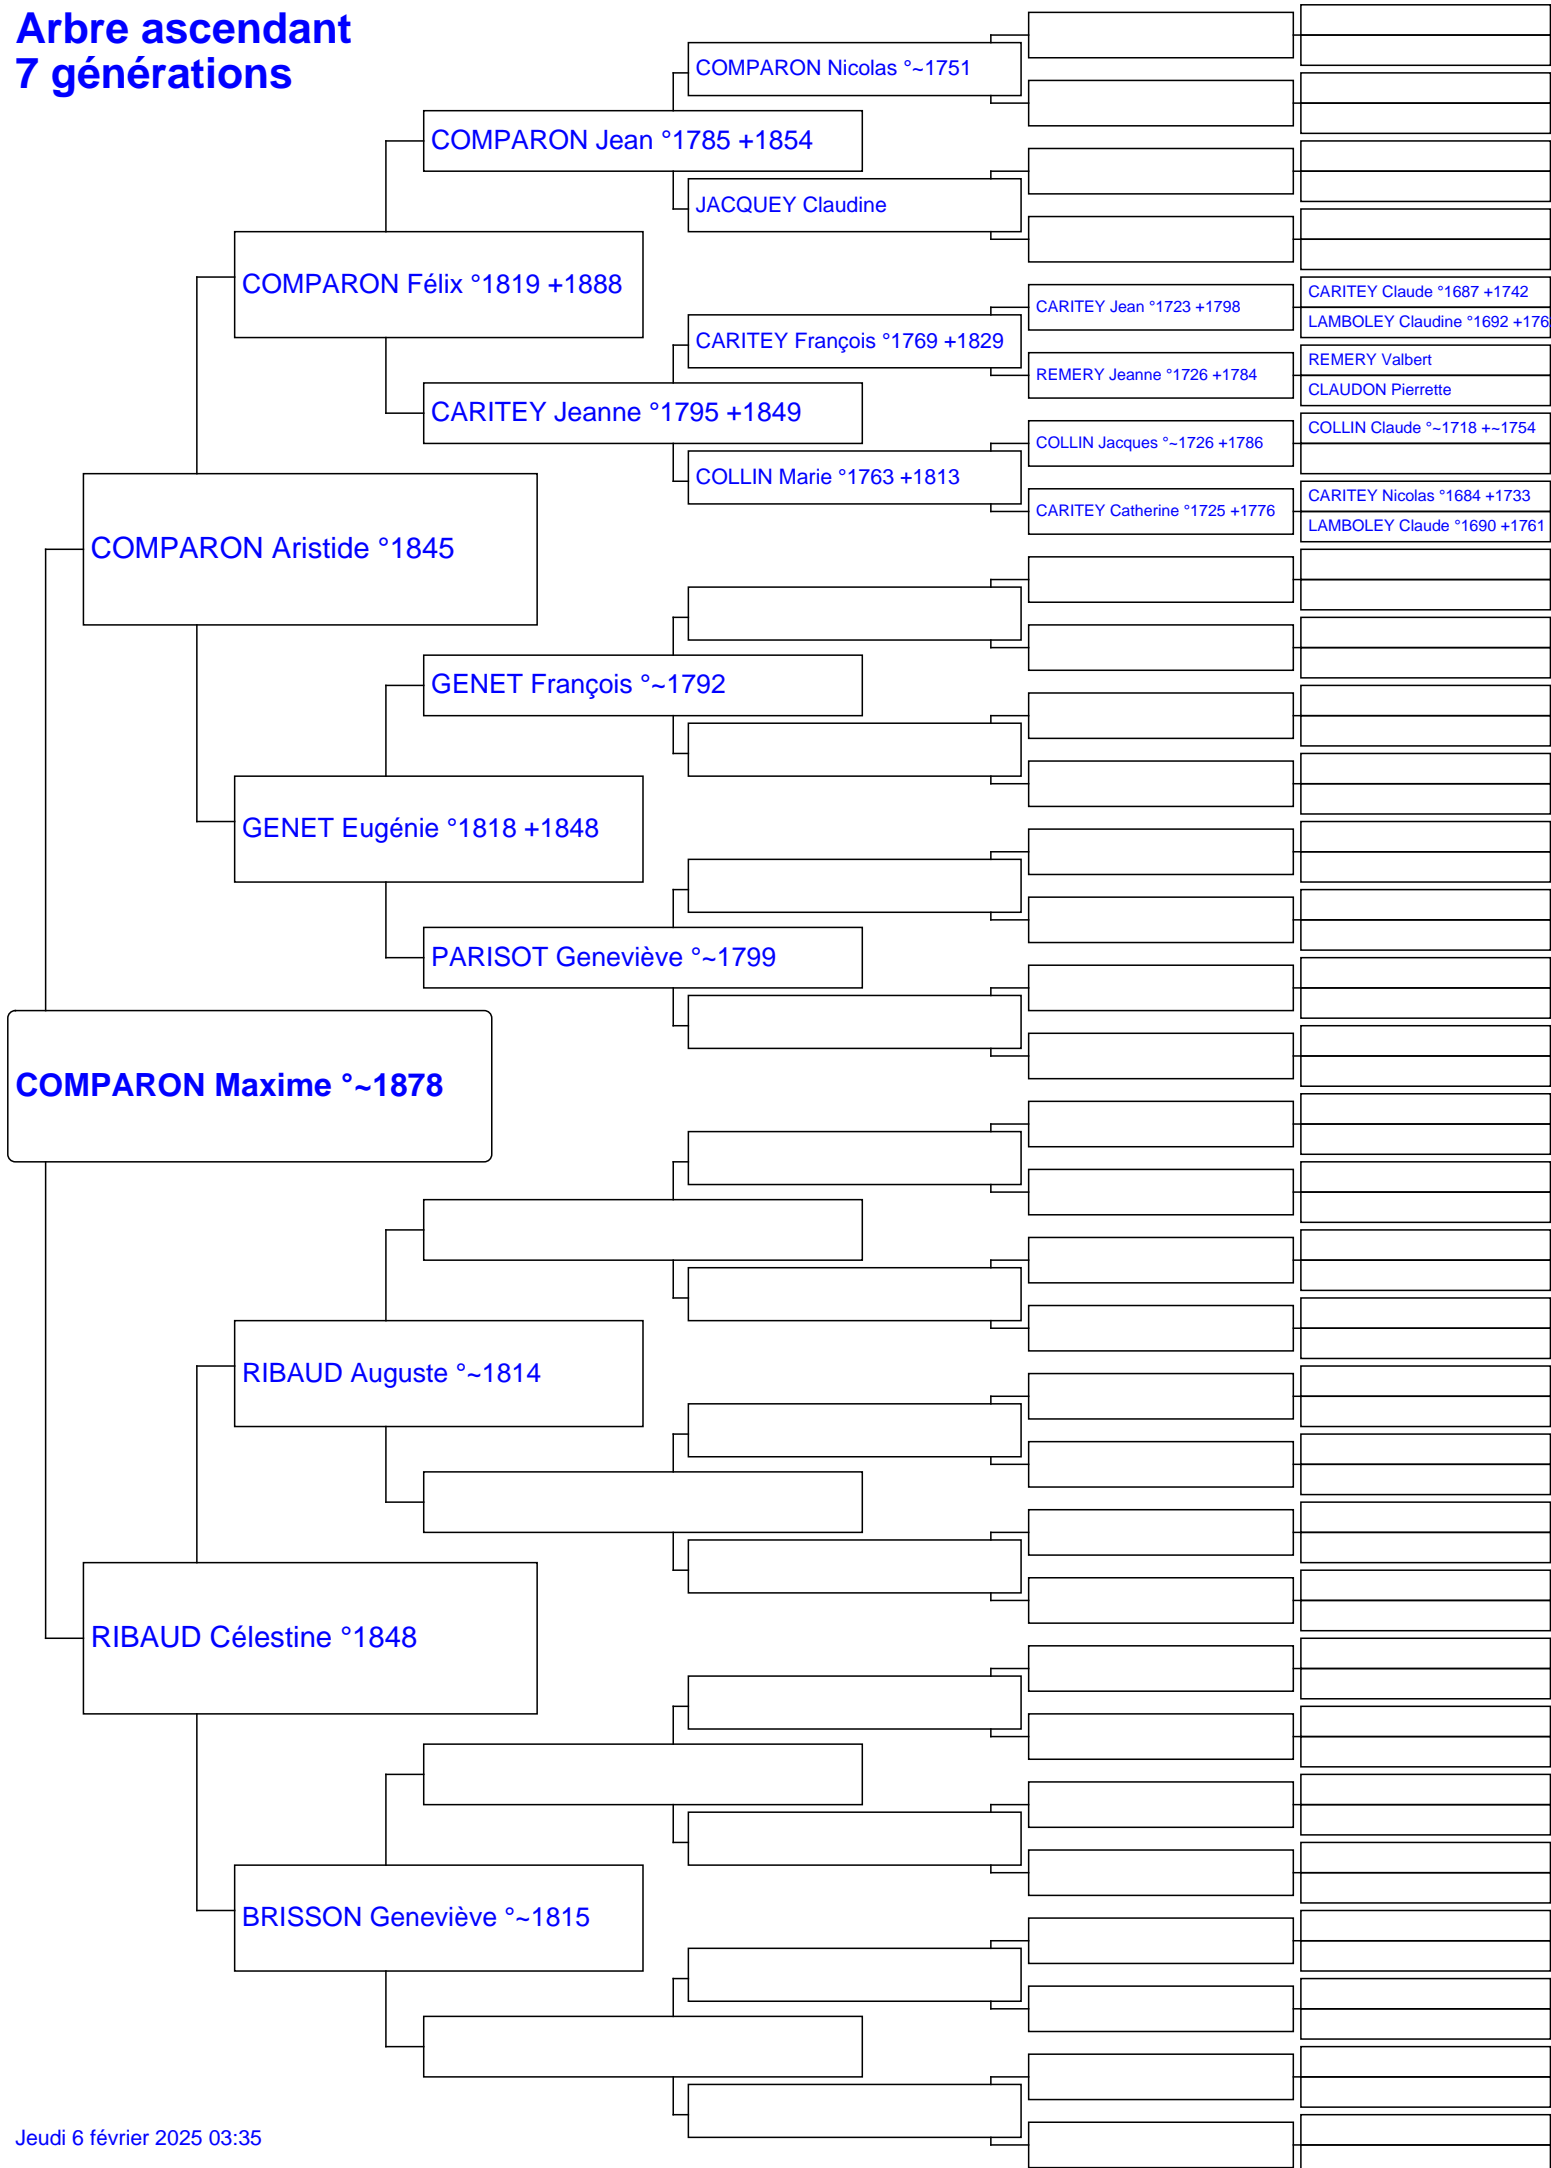 Arbre ascendant
7 générations
COMPARON Nicolas °~1751
COMPARON Jean °1785 +1854
JACQUEY Claudine
COMPARON Félix °1819 +1888
CARITEY Claude °1687 +1742
CARITEY Jean °1723 +1798
LAMBOLEY Claudine °1692 +176
CARITEY François °1769 +1829
REMERY Valbert
REMERY Jeanne °1726 +1784
CLAUDON Pierrette
CARITEY Jeanne °1795 +1849
COLLIN Claude °~1718 +~1754
COLLIN Jacques °~1726 +1786
COLLIN Marie °1763 +1813
CARITEY Nicolas °1684 +1733
CARITEY Catherine °1725 +1776
LAMBOLEY Claude °1690 +1761
COMPARON Aristide °1845
GENET François °~1792
GENET Eugénie °1818 +1848
PARISOT Geneviève °~1799
COMPARON Maxime °~1878
RIBAUD Auguste °~1814
RIBAUD Célestine °1848
BRISSON Geneviève °~1815
Jeudi 6 février 2025 03:35